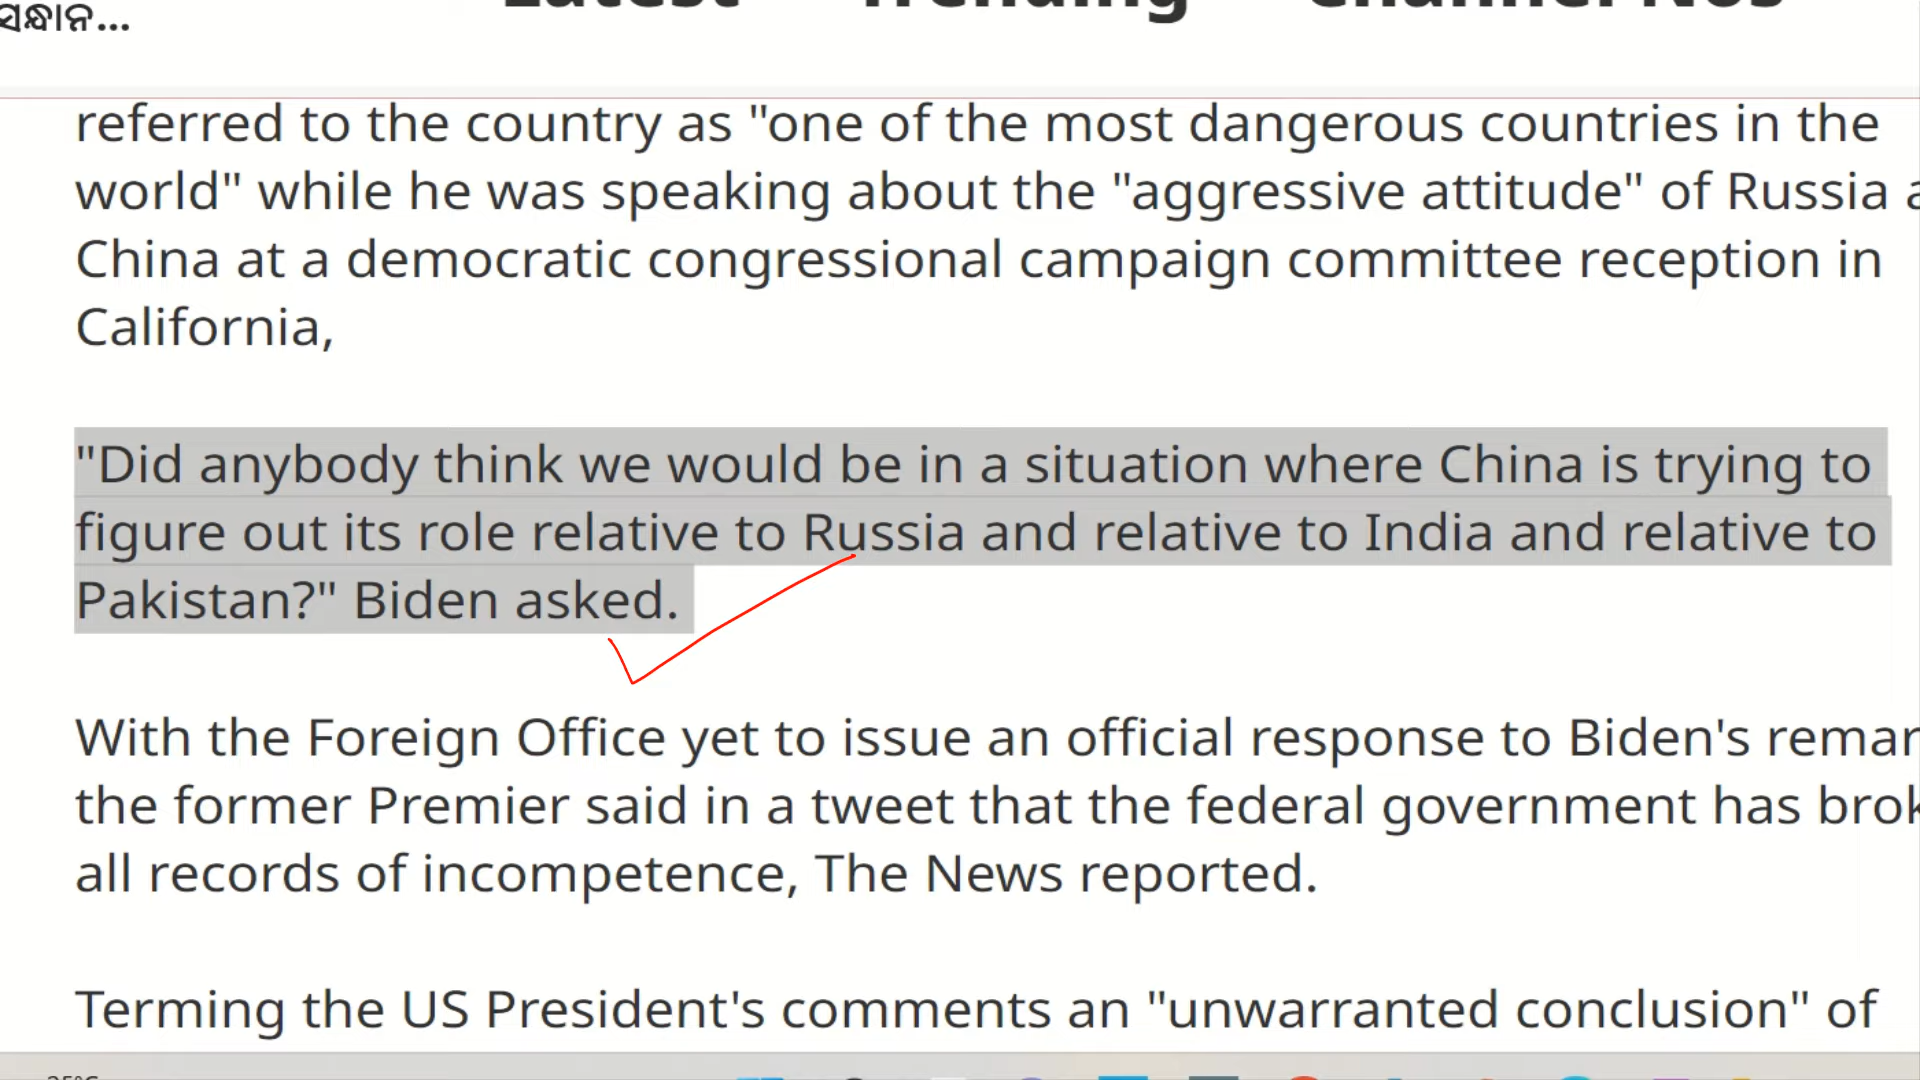 ସନ୍ଧାନ...
Latest Trending Channel Nos
referred to the country as "one of the most dangerous countries in the
world" while he was speaking about the "aggressive attitude" of Russia
China at a democratic congressional campaign committee reception in
California,
"Did anybody think we would be in a situation where China is trying to
figure out its role relative to Russia and relative to India and relative to
Pakistan?" Biden asked.
With the Foreign Office yet to issue an official response to Biden's
the former Premier said in a tweet that the federal government has
all records of incompetence, The News reported.
Terming the US President's comments an "unwarranted conclusion" of